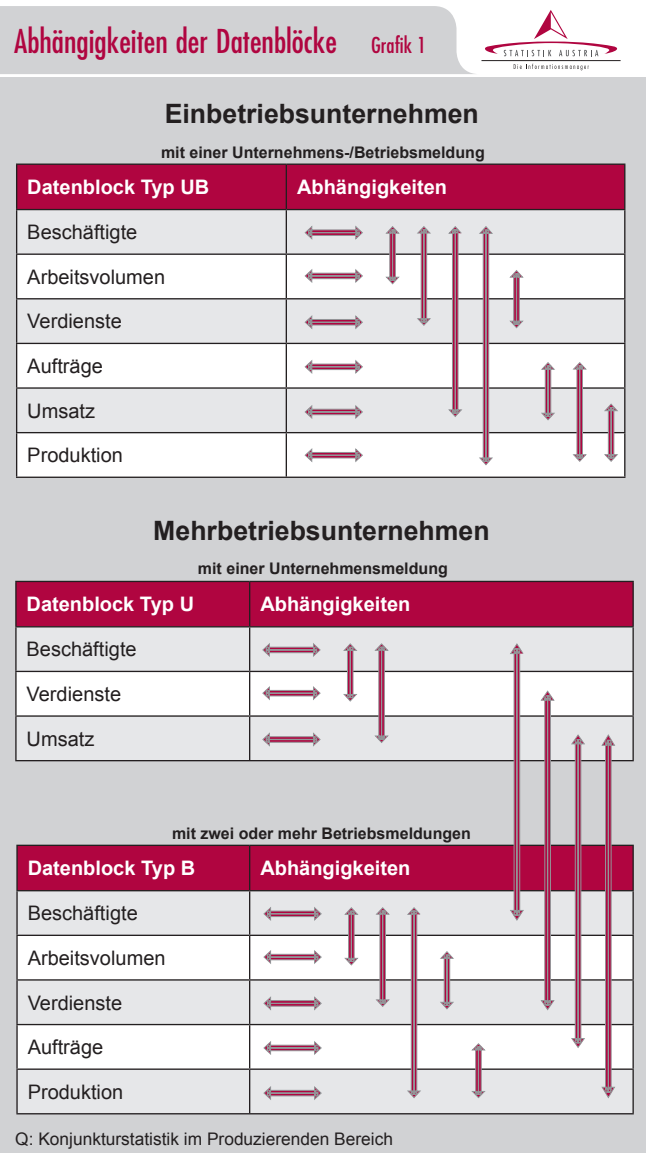 Abhängigkeiten der Datenblöcke Grafik 1
STATISTIK AUSTRIA
Die Informationsmanager
Einbetriebsunternehmen
mit einer Unternehmens-/Betriebsmeldung
Datenblock Typ UB Abhängigkeiten
Beschäftigte
Arbeitsvolumen
Verdienste
Aufträge
Umsatz
Produktion
Mehrbetriebsunternehmen
mit einer Unternehmensmeldung
Datenblock Typ U Abhängigkeiten
Beschäftigte
Verdienste
Umsatz
mit zwei oder mehr Betriebsmeldungen
Datenblock Typ B Abhängigkeiten
Beschäftigte
Arbeitsvolumen
Verdienste
Aufträge
Produktion
Q: Konjunkturstatistik im Produzierenden Bereich